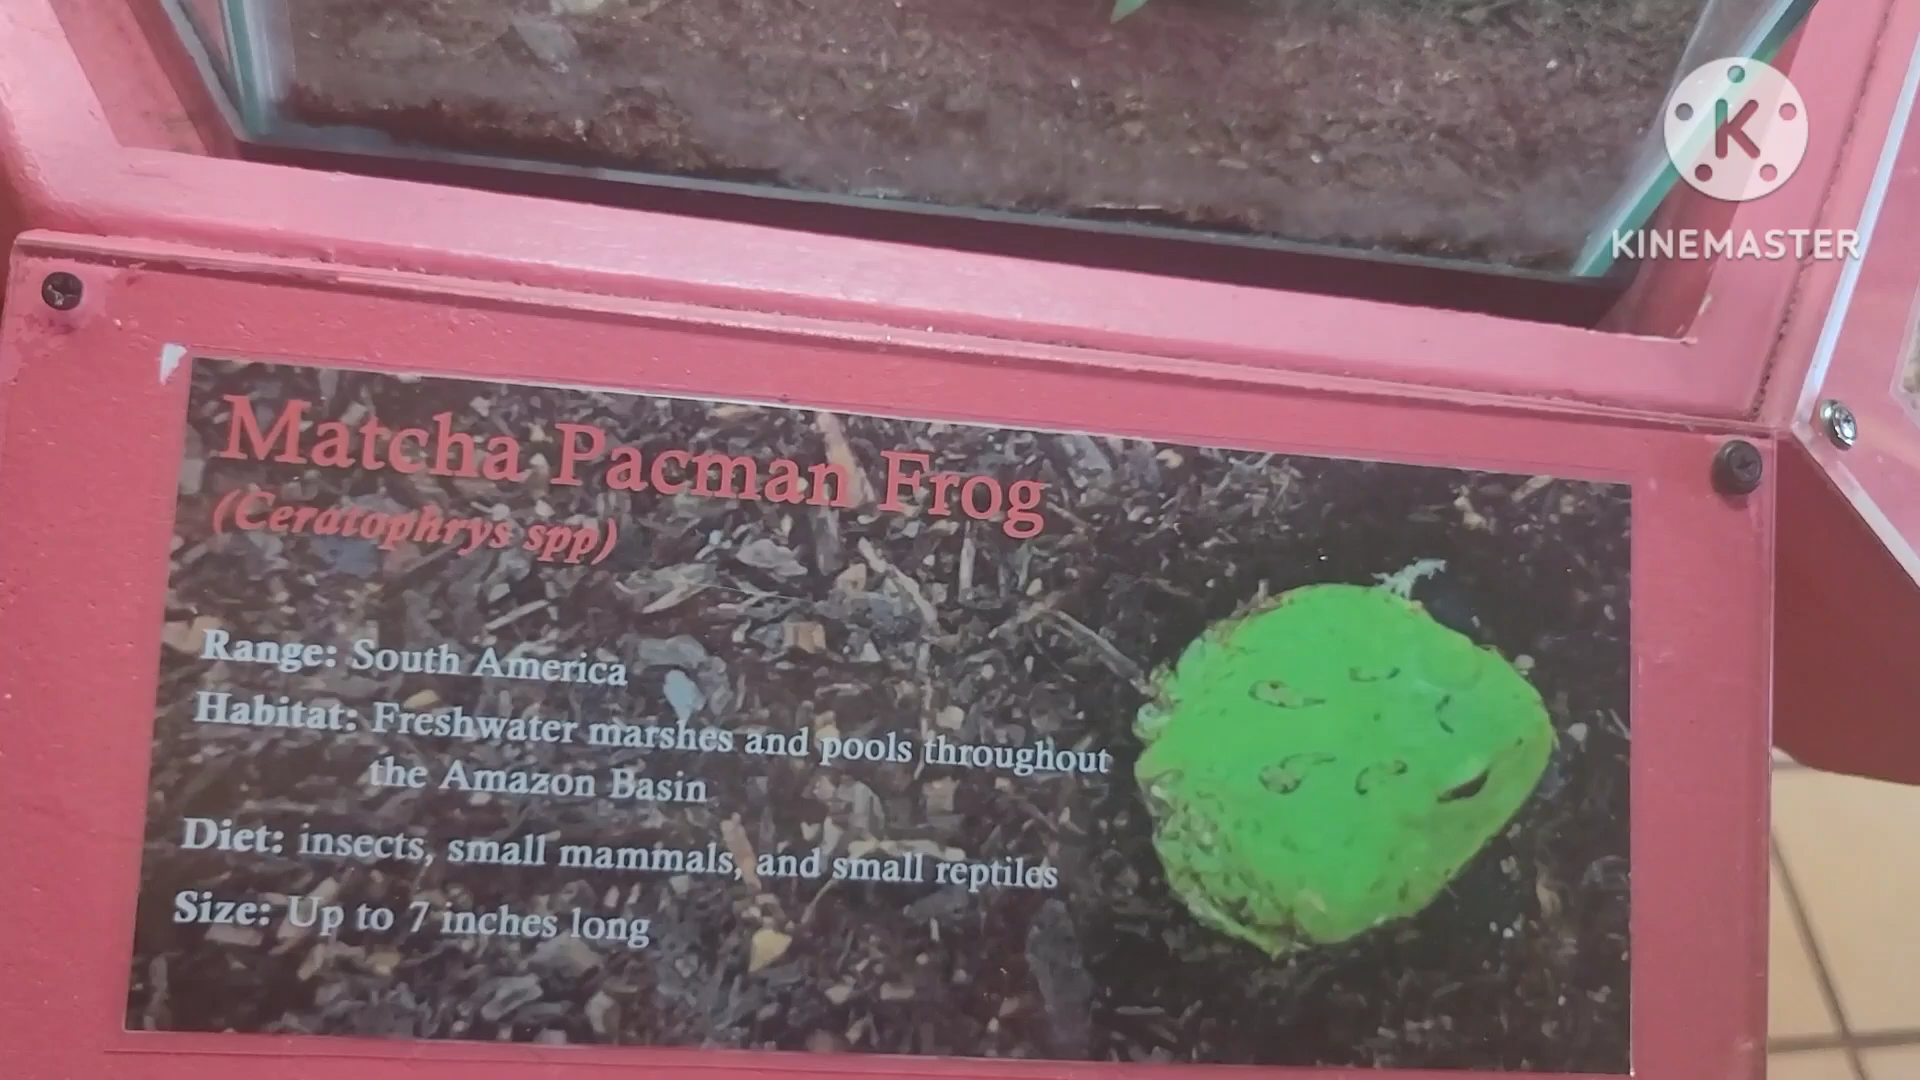 K
KINEMASTER
Matcha Pacman Frog
(Ceratophrys spp)
Range: South America
Habitat: Freshwater marshes and pools throughout
the Amazon Basin
Diet: insects, small mammals, and small reptiles
Size: Up to 7 inches long